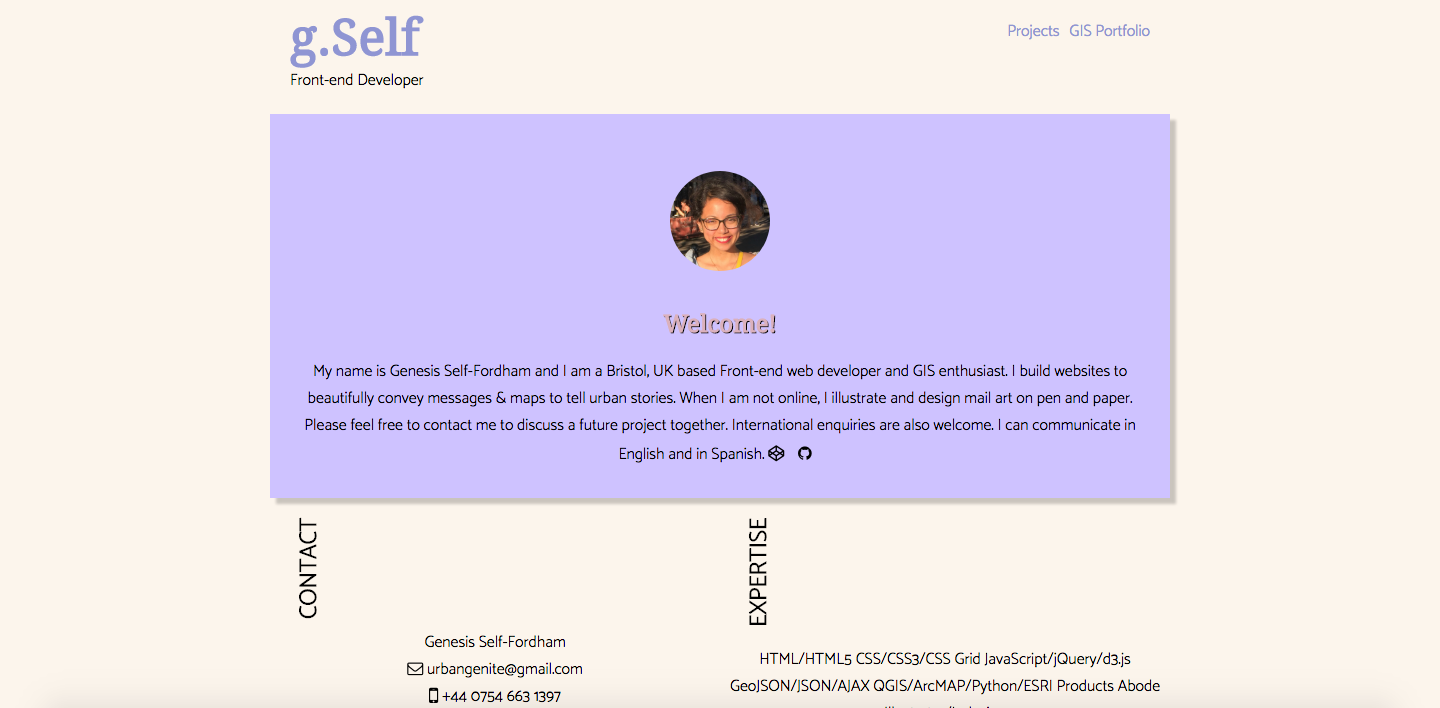 g.Self
Projects GIS Portfolio
Front-end Developer
Welcome!
My name is Genesis Self-Fordham and I am a Bristol, UK based Front-end web developer and GIS enthusiast. I build websites to
beautifully convey messages & maps to tell urban stories. When I am not online, I illustrate and design mail art on pen and paper.
Please feel free to contact me to discuss a future project together. International enquiries are also welcome. I can communicate in
English and in Spanish.
CONTACT
EXPERTISE
Genesis Self-Fordham
urbangenite@gmail.com
+44 0754 663 1397
HTML/HTML5 CSS/CSS3/CSS Grid JavaScript/jQuery/d3.js
GeoJSON/JSON/AJAX QGIS/ArcMAP/Python/ESRI Products Abode